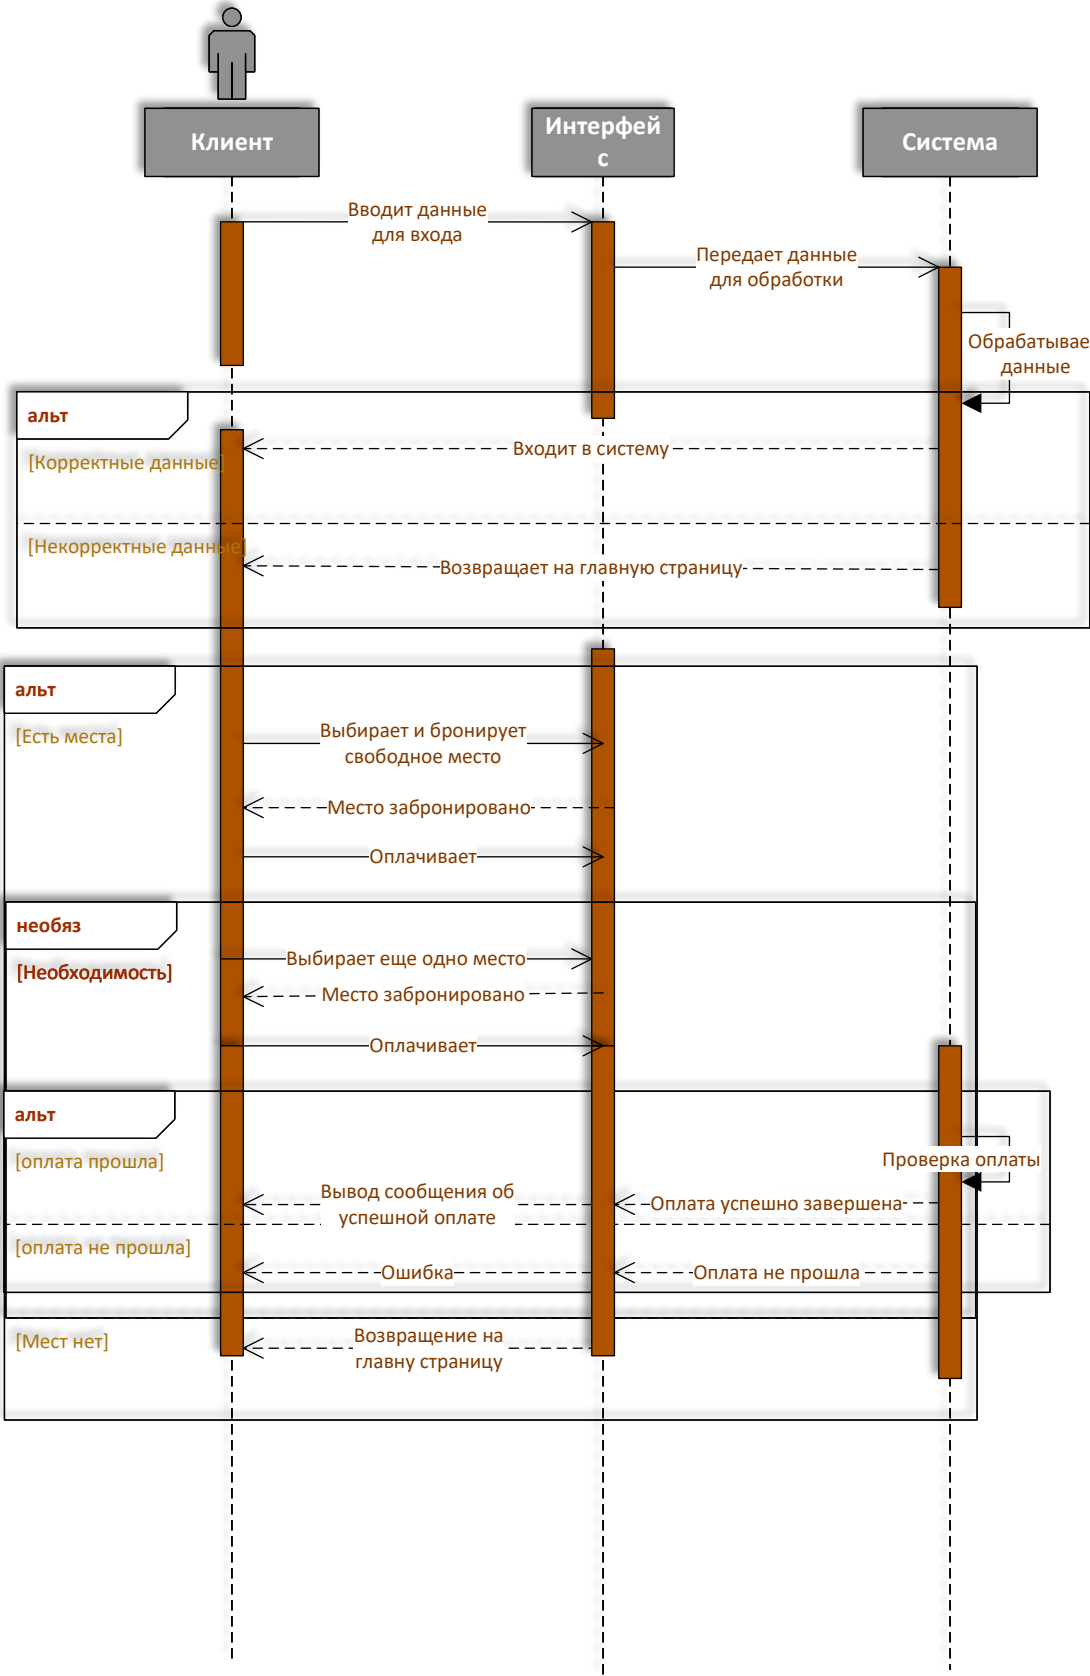 Клиент
Интерфей
с
Система
Вводит данные
для входа
Передает данные
для обработки
Обрабатывае
данные
альт
[Корректные данные]
Входит в систему
[Некорректные данные]
Возвращает на главную страницу
альт
[Есть места]
Выбирает и бронирует
свободное место
Место забронировано
Оплачивает
необяз
[Необходимость]
Выбирает еще одно место
Место забронировано
Оплачивает
альт
[оплата прошла]
Проверка оплаты
Вывод сообщения об
успешной оплате
Оплата успешно завершена
[оплата не прошла]
Ошибка
Оплата не прошла
[Мест нет]
Возвращение на
главну страницу